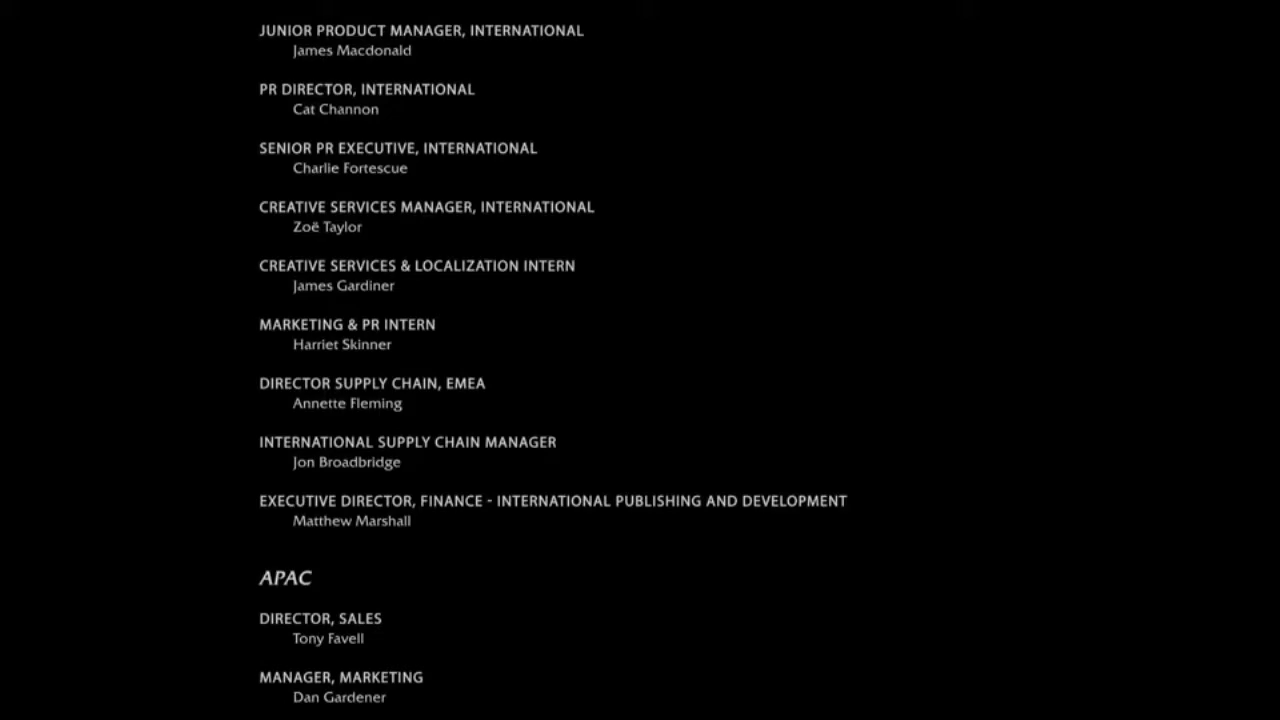 JUNIOR PRODUCT MANAGER, INTERNATIONAL
James Macdonald
PR DIRECTOR, INTERNATIONAL
Cat Channon
SENIOR PR EXECUTIVE, INTERNATIONAL
Charlie Fortescue
CREATIVE SERVICES MANAGER, INTERNATIONAL
Zoë Taylor
CREATIVE SERVICES & LOCALIZATION INTERN
James Gardiner
MARKETING & PR INTERN
Harriet Skinner
DIRECTOR SUPPLY CHAIN, EMEA
Annette Fleming
INTERNATIONAL SUPPLY CHAIN MANAGER
Jon Broadbridge
EXECUTIVE DIRECTOR, FINANCE - INTERNATIONAL PUBLISHING AND DEVELOPMENT
Matthew Marshall
APAC
DIRECTOR, SALES
Tony Favell
MANAGER, MARKETING
Dan Gardener